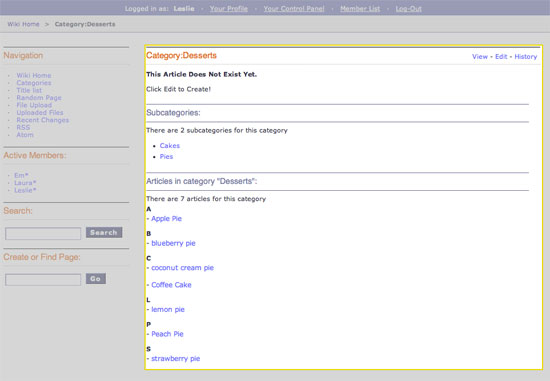 Logged in as: Leslie · Your Profile · Your Control Panel · Member List · Log-Out
Wiki Home > Category:Desserts
Navigation
· Wiki Home
· Categories
· Title list
· Random Page
· File Upload
· Uploaded Files
· Recent Changes
· RSS
· Atom
Active Members:
· Em*
· Laura*
· Leslie*
Search:
Search
Create or Find Page:
Go
Category:Desserts
View - Edit - History
This Article Does Not Exist Yet.
Click Edit to Create!
Subcategories:
There are 2 subcategories for this category
• Cakes
• Pies
Articles in category "Desserts":
There are 7 articles for this category
A
- Apple Pie
B
- blueberry pie
C
- coconut cream pie
- Coffee Cake
L
- lemon pie
P
- Peach Pie
S
- strawberry pie